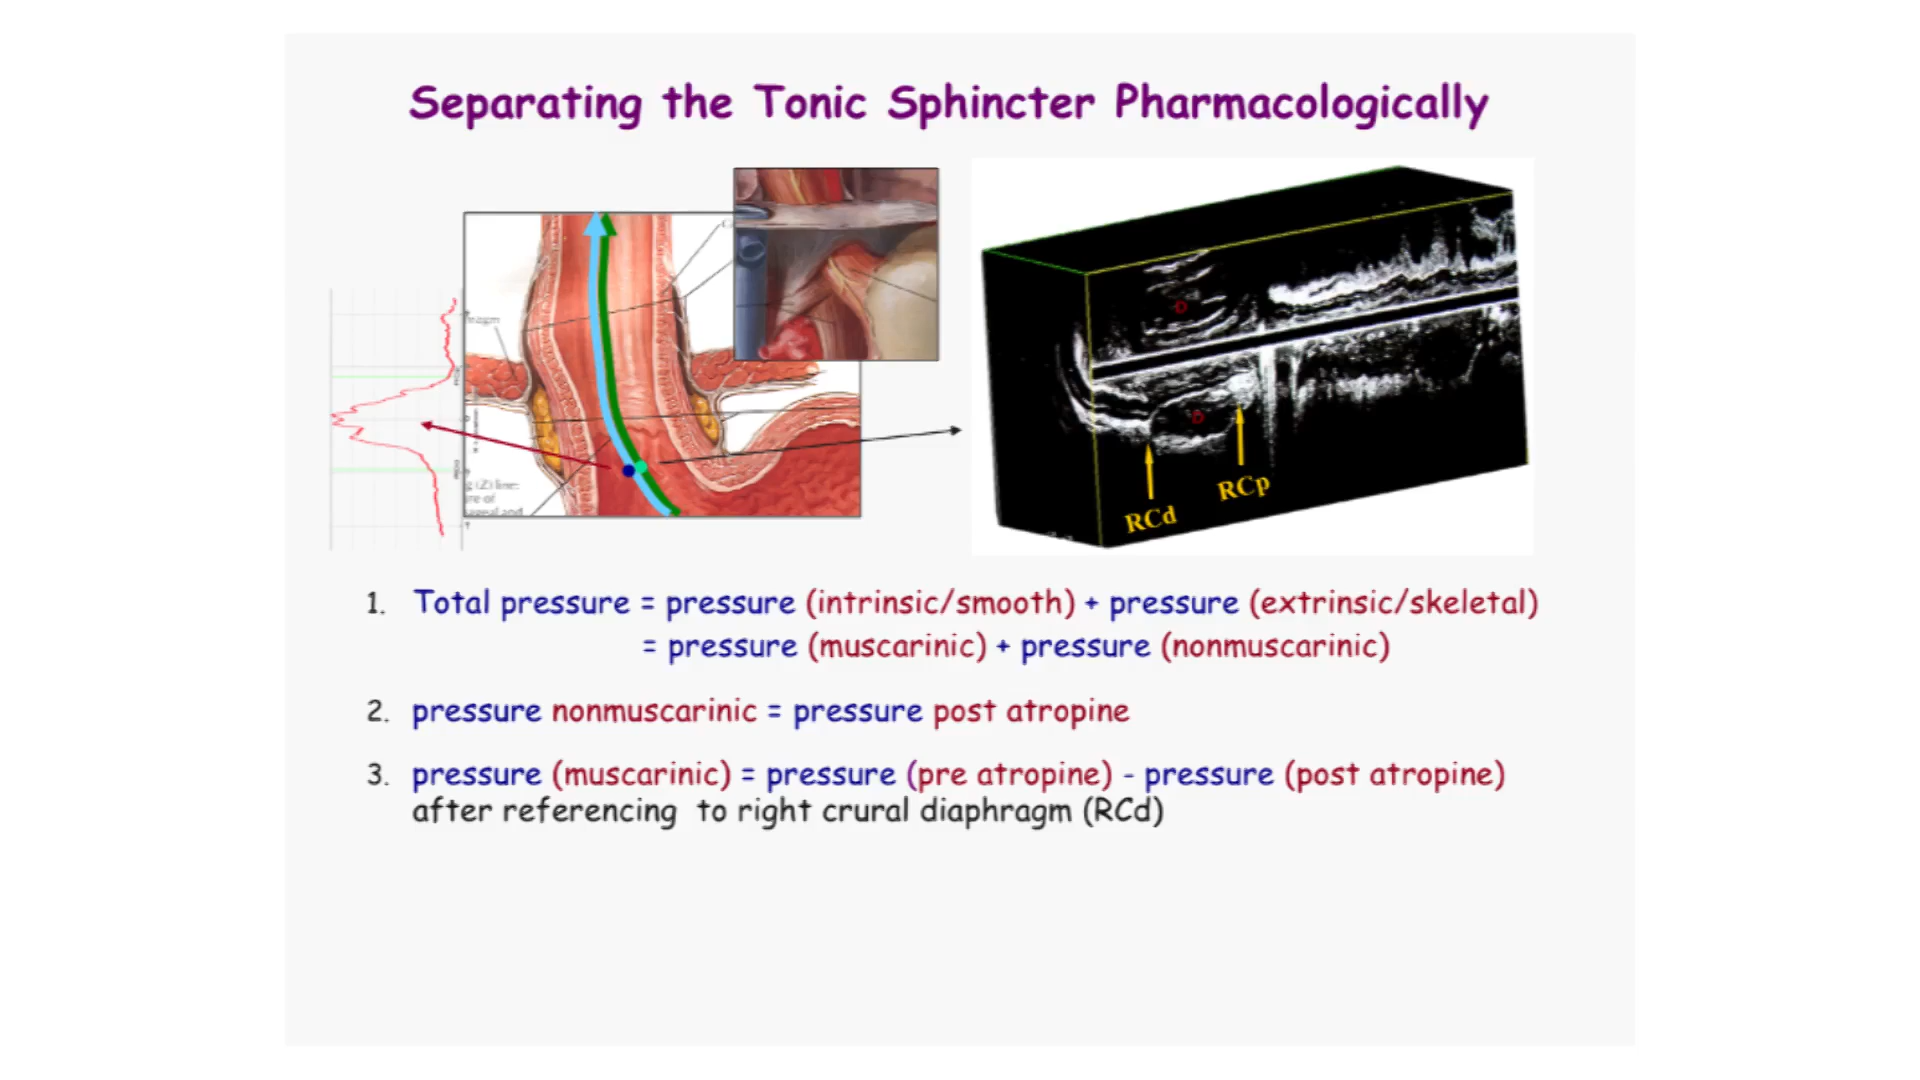 Separating the Tonic Sphincter Pharmacologically
g (Z) line:
and
D
B
RCd
RCp
1. Total pressure = pressure (intrinsic/smooth) + pressure (extrinsic/skeletal)
= pressure (muscarinic) + pressure (nonmuscarinic)
2. pressure nonmuscarinic = pressure post atropine
3. pressure (muscarinic) = pressure (pre atropine) - pressure (post atropine)
after referencing to right crural diaphragm (RCd)